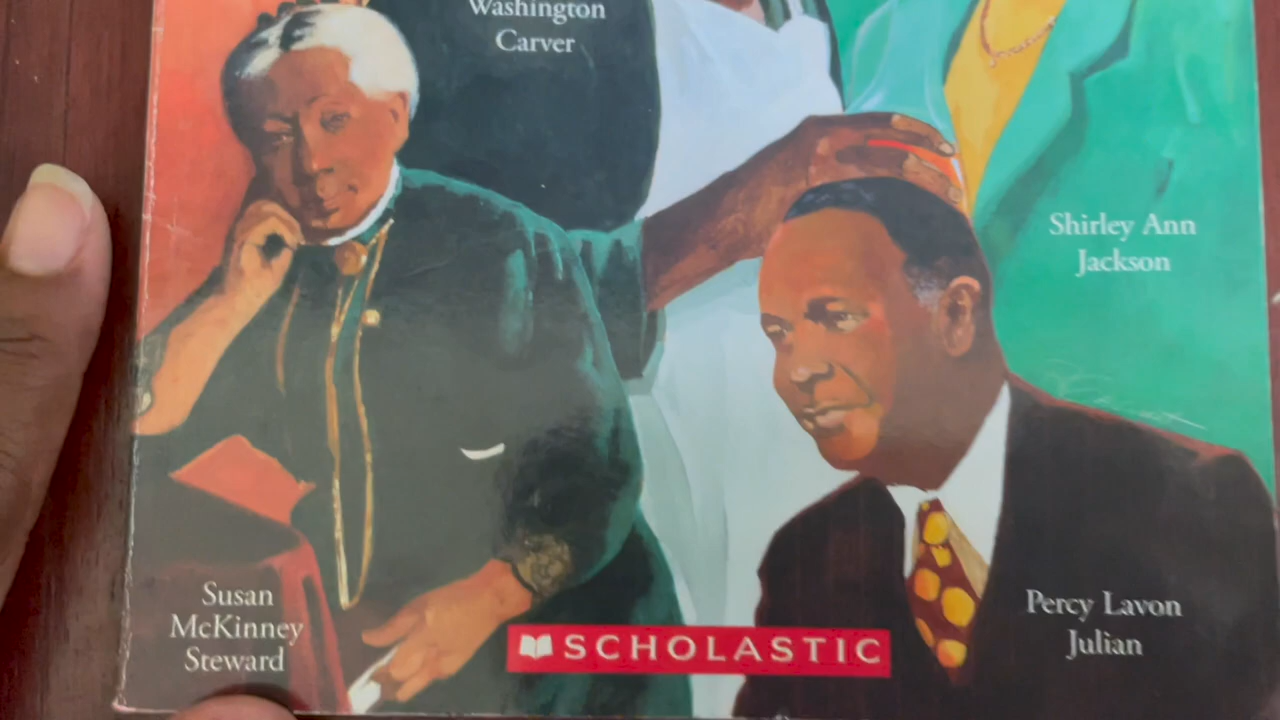 Washington
Carver
Shirley Ann
Jackson
Susan
McKinney
Steward
Percy Lavon
Julian
SCHOLASTIC